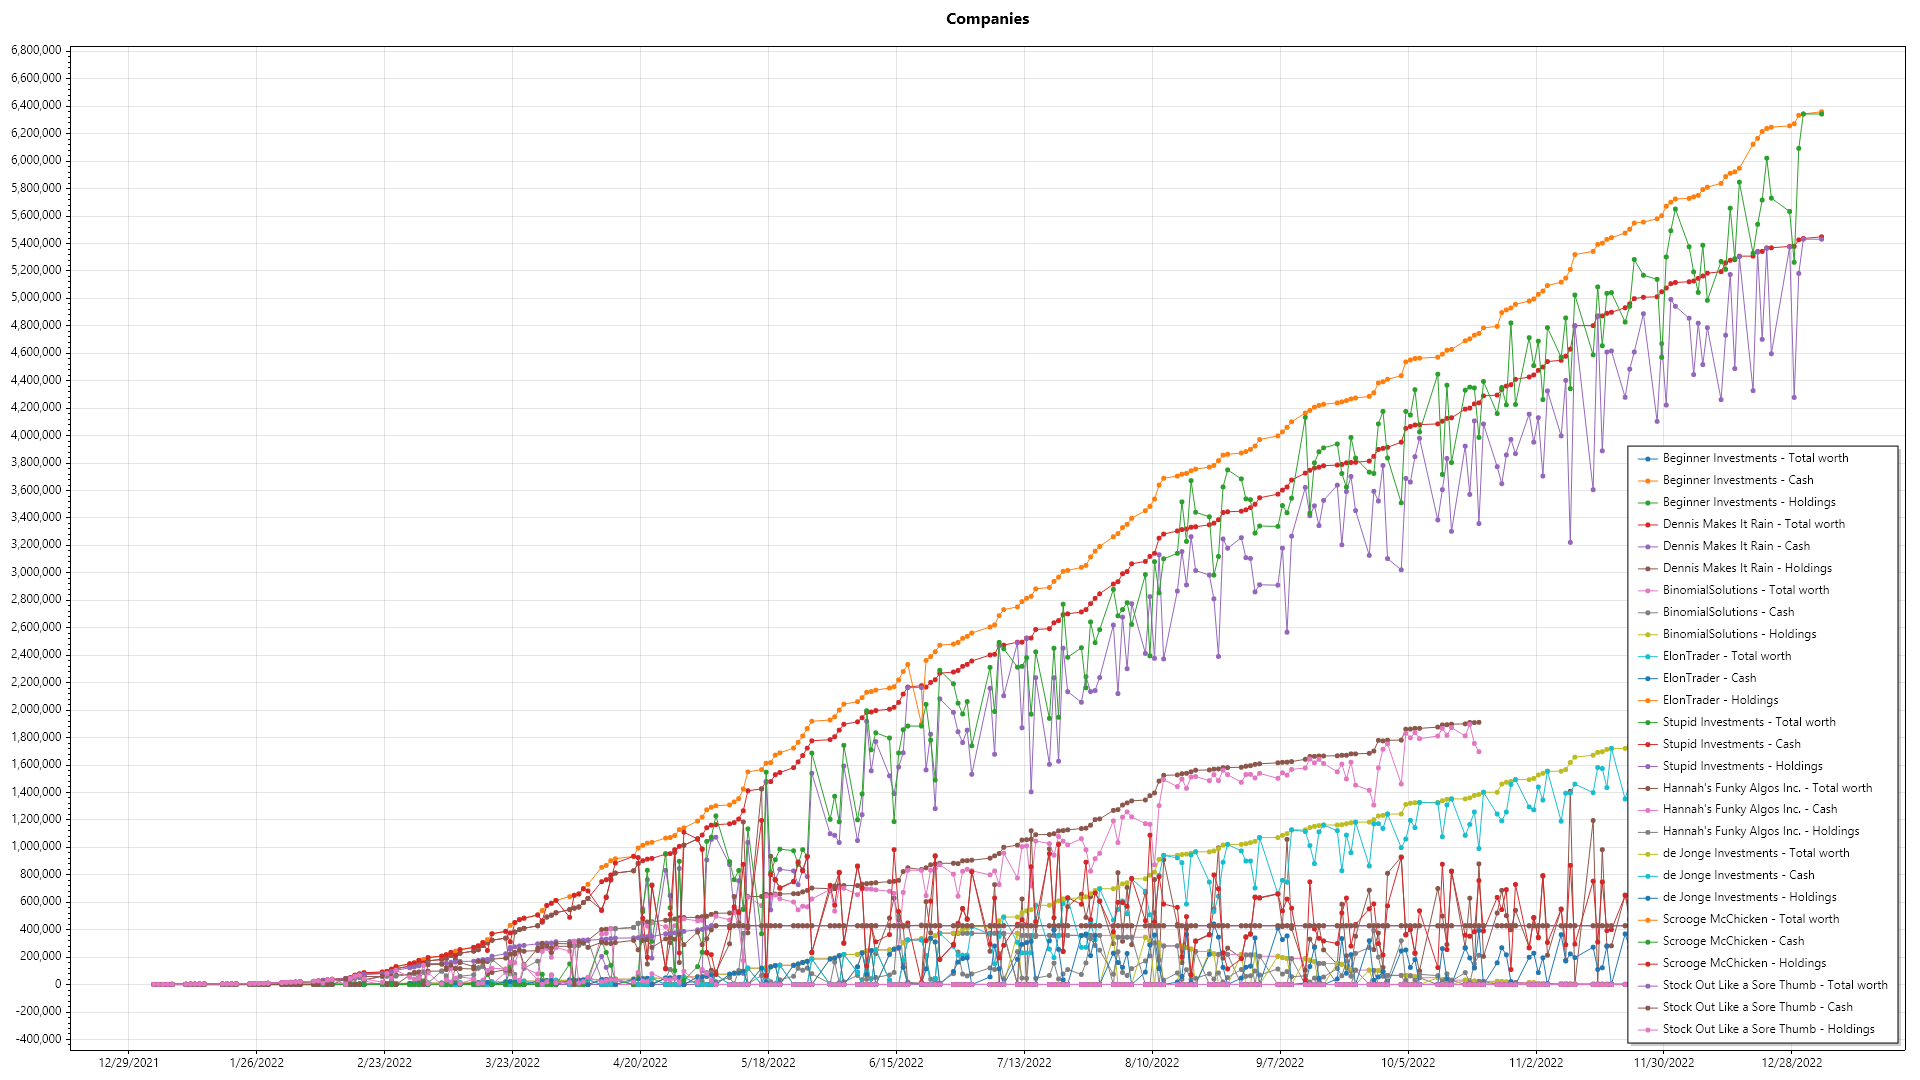 Companies
6,800,000
6,600,000
6,400,000
6,200,000
6,000,000
5,800,000
5,600,000
5,400,000
5,200,000
5,000,000
4,800,000
4,600,000
4,400,000
4,200,000
4,000,000
3,800,000
3,600,000
3,400,000
3,200,000
3,000,000
2,800,000
2,600,000
2,400,000
2,200,000
2,000,000
1,800,000
1,600,000
1,400,000
1,200,000
1,000,000
800,000
600,000
400,000
200,000
0
-200,000
-400,000
Beginner Investments - Total worth
Beginner Investments - Cash
Beginner Investments - Holdings
Dennis Makes It Rain - Total worth
Dennis Makes It Rain - Cash
Dennis Makes It Rain - Holdings
BinomialSolutions - Total worth
BinomialSolutions - Cash
BinomialSolutions - Holdings
ElonTrader - Total worth
ElonTrader - Cash
ElonTrader - Holdings
Stupid Investments - Total worth
Stupid Investments - Cash
Stupid Investments - Holdings
Hannah's Funky Algos Inc. - Total worth
Hannah's Funky Algos Inc. - Cash
Hannah's Funky Algos Inc. - Holdings
de Jonge Investments - Total worth
de Jonge Investments - Cash
de Jonge Investments - Holdings
Scrooge McChicken - Total worth
Scrooge McChicken - Cash
Scrooge McChicken - Holdings
Stock Out Like a Sore Thumb - Total worth
Stock Out Like a Sore Thumb - Cash
Stock Out Like a Sore Thumb - Holdings
12/29/2021 1/26/2022 2/23/2022 3/23/2022 4/20/2022 5/18/2022 6/15/2022 7/13/2022 8/10/2022 9/7/2022 10/5/2022 11/2/2022 11/30/2022 12/28/2022